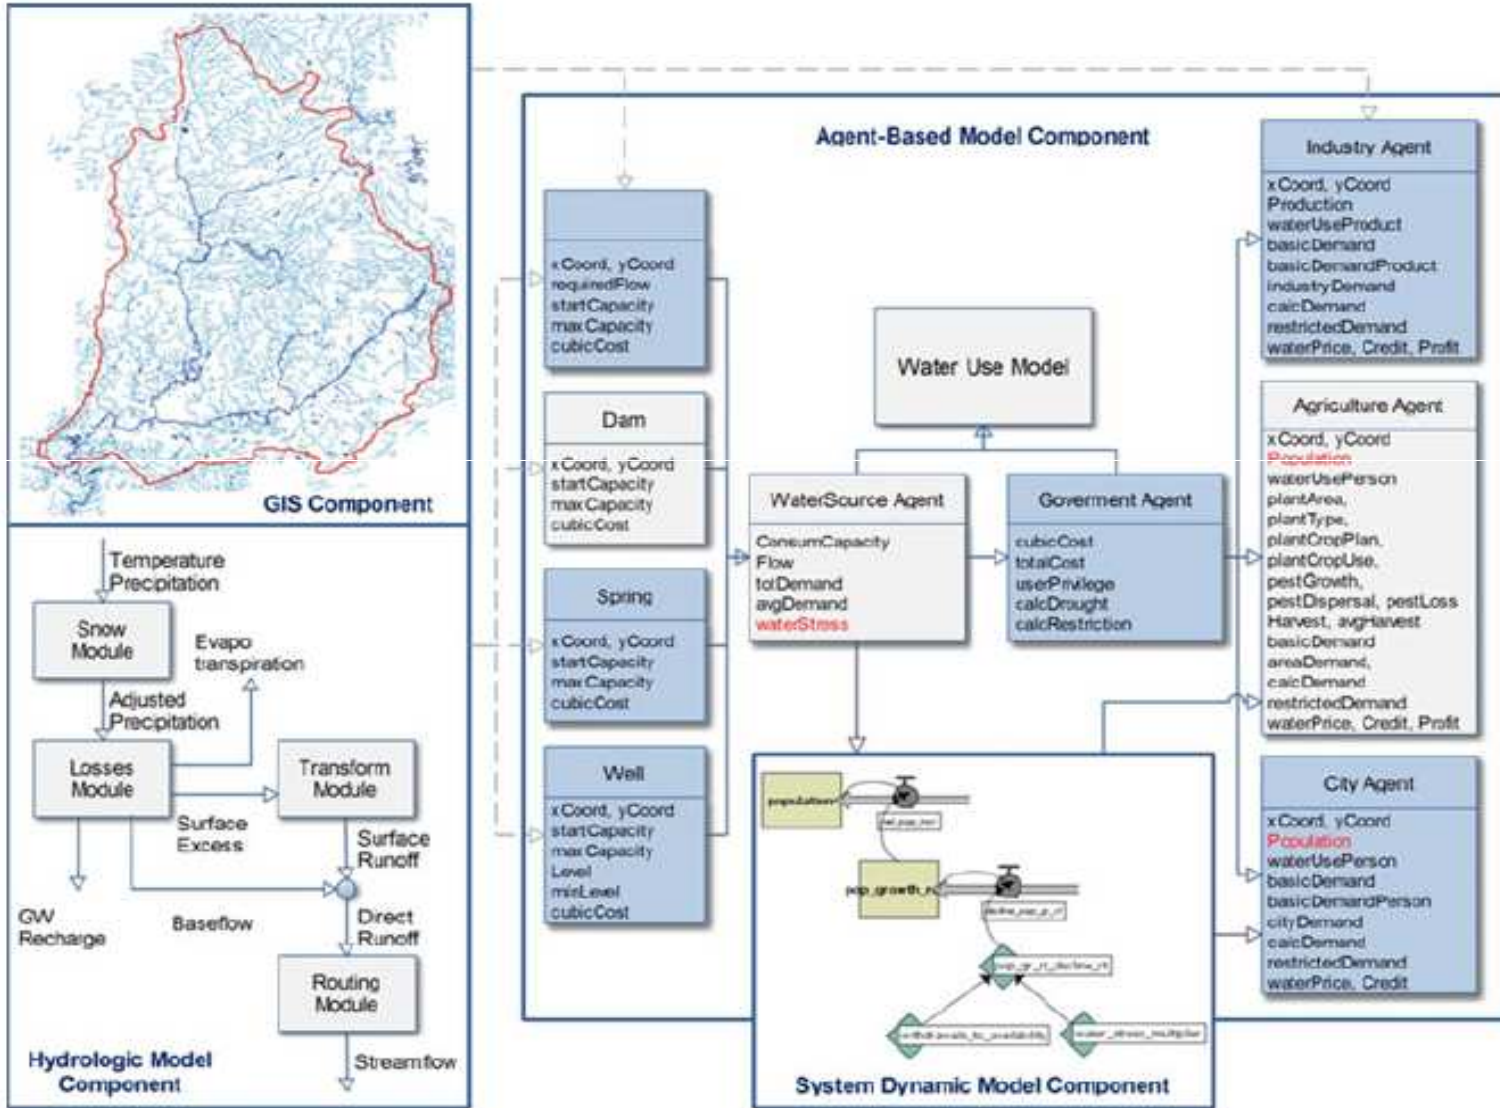 GIS Component
Temperature
Precipitation
Snow
Module
Evapo
transpiration
Adjusted
Precipitation
Losses
Module
Transform
Module
Surface
Excess
Surface
Runoff
GW
Recharge
Baseflow
Direct
Runoff
Routing
Module
Streamflow
Hydrologic Model
Component
Agent-Based Model Component
xCoord, yCoord
requiredFlow
startCapacity
maxCapacity
cubicCost
Dam
xCoord, yCoord
startCapacity
maxCapacity
cubicCost
Spring
xCoord, yCoord
startCapacity
maxCapacity
cubicCost
Well
xCoord, yCoord
startCapacity
maxCapacity
Level
minLevel
cubicCost
Water Use Model
WaterSource Agent
ConsumCapacity
Flow
totDemand
avgDemand
waterStress
Goverment Agent
cubicCost
totalCost
userPrivilege
calcDrought
calcRestriction
Industry Agent
xCoord, yCoord
Production
waterUseProduct
basicDemand
basicDemandProduct
industryDemand
calcDemand
restrictedDemand
waterPrice, Credit, Profit
Agriculture Agent
xCoord, yCoord
Population
waterUsePerson
plantArea,
plantType,
plantCropPlan,
plantCropUse,
pestGrowth,
pestDispersal, pestLoss
Harvest, avgHarvest
basicDemand
areaDemand,
calcDemand
restrictedDemand
waterPrice, Credit, Profit
City Agent
xCoord, yCoord
Population
waterUsePerson
basicDemand
basicDemandPerson
cityDemand
calcDemand
restrictedDemand
waterPrice, Credit
population
pop_growth_r
System Dynamic Model Component